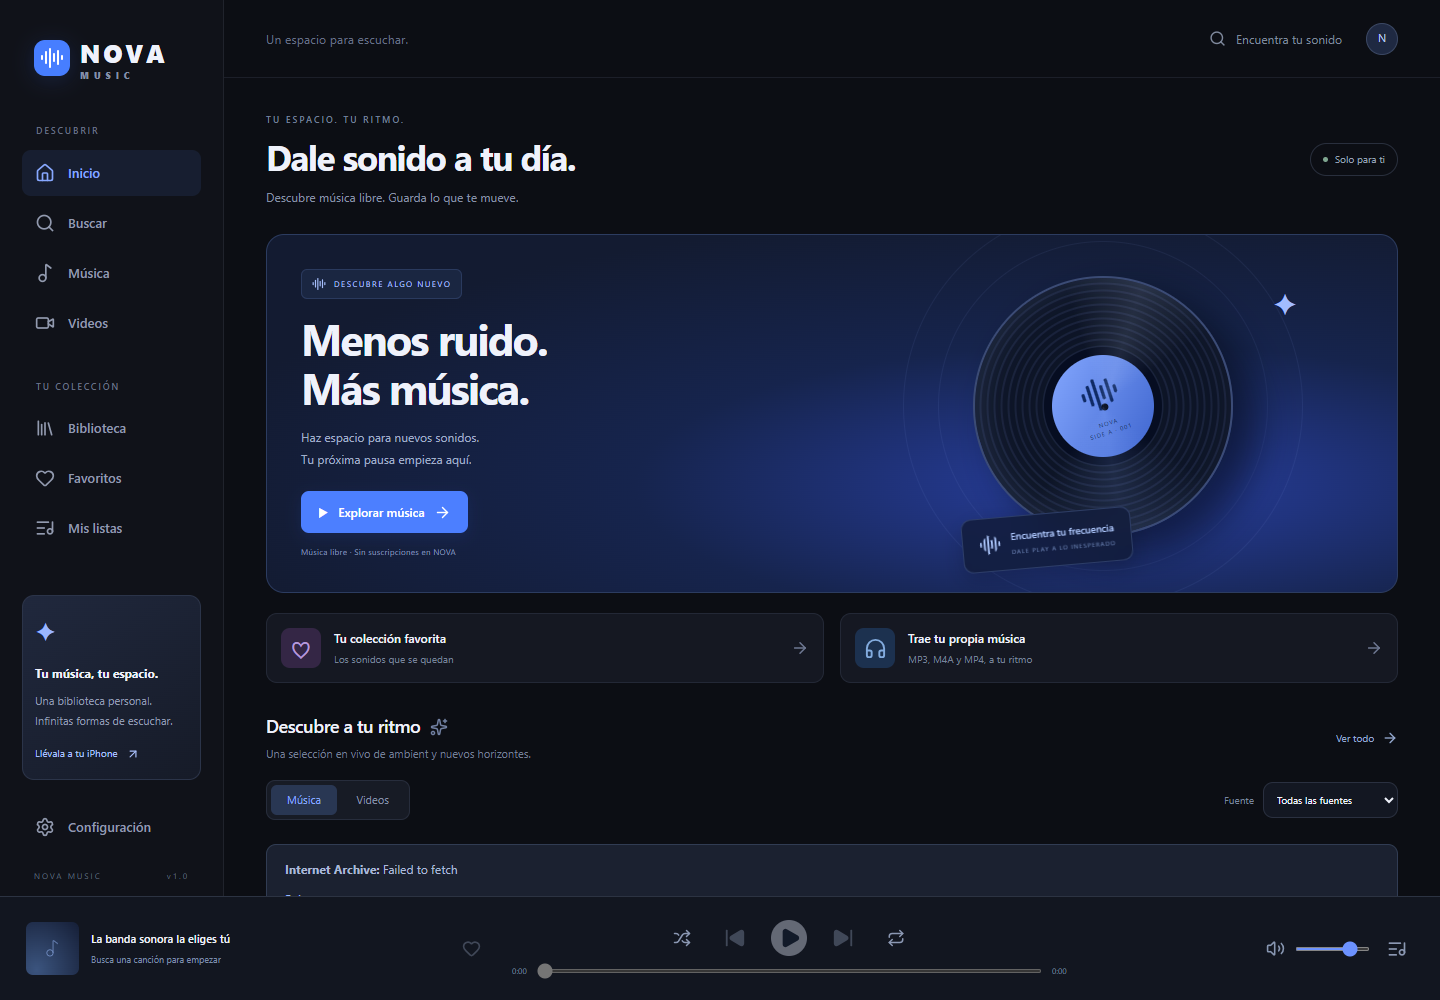 NOVA
MUSIC
DESCUBRIR
Inicio
Buscar
Música
Videos
TU COLECCIÓN
Biblioteca
Favoritos
Mis listas
Tu música, tu espacio.
Una biblioteca personal.
Infinitas formas de escuchar.
Llévala a tu iPhone
Configuración
NOVA MUSIC
v1.0
Un espacio para escuchar.
Encuentra tu sonido
N
TU ESPACIO. TU RITMO.
Dale sonido a tu día.
Descubre música libre. Guarda lo que te mueve.
Solo para ti
DESCUBRE ALGO NUEVO
Menos ruido.
Más música.
Haz espacio para nuevos sonidos.
Tu próxima pausa empieza aquí.
Explorar música
Música libre · Sin suscripciones en NOVA
NOVA
SIDE A · 001
Encuentra tu frecuencia
DALE PLAY A LO INESPERADO
Tu colección favorita
Los sonidos que se quedan
Trae tu propia música
MP3, M4A y MP4, a tu ritmo
Descubre a tu ritmo
Una selección en vivo de ambient y nuevos horizontes.
Ver todo
Música
Videos
Fuente
Todas las fuentes
Internet Archive: Failed to fetch
La banda sonora la eliges tú
Busca una canción para empezar
0:00
0:00